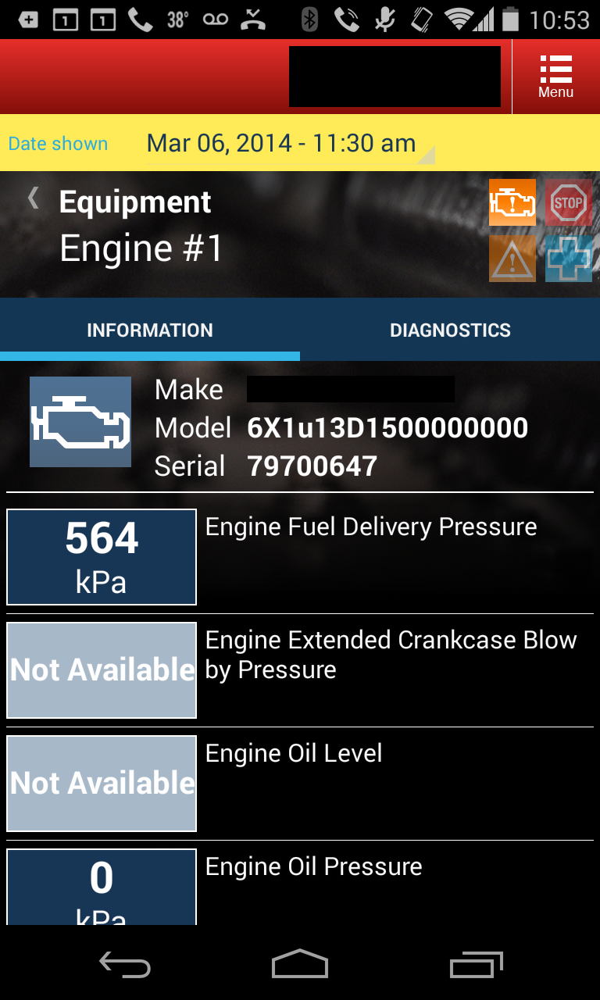 1 1 38° 10:53
Menu
Date shown Mar 06, 2014 - 11:30 am
Equipment
Engine #1
STOP
INFORMATION DIAGNOSTICS
Make
Model 6X1u13D1500000000
Serial 79700647
564
kPa
Engine Fuel Delivery Pressure
Not Available
Engine Extended Crankcase Blow
by Pressure
Not Available
Engine Oil Level
0
kPa
Engine Oil Pressure